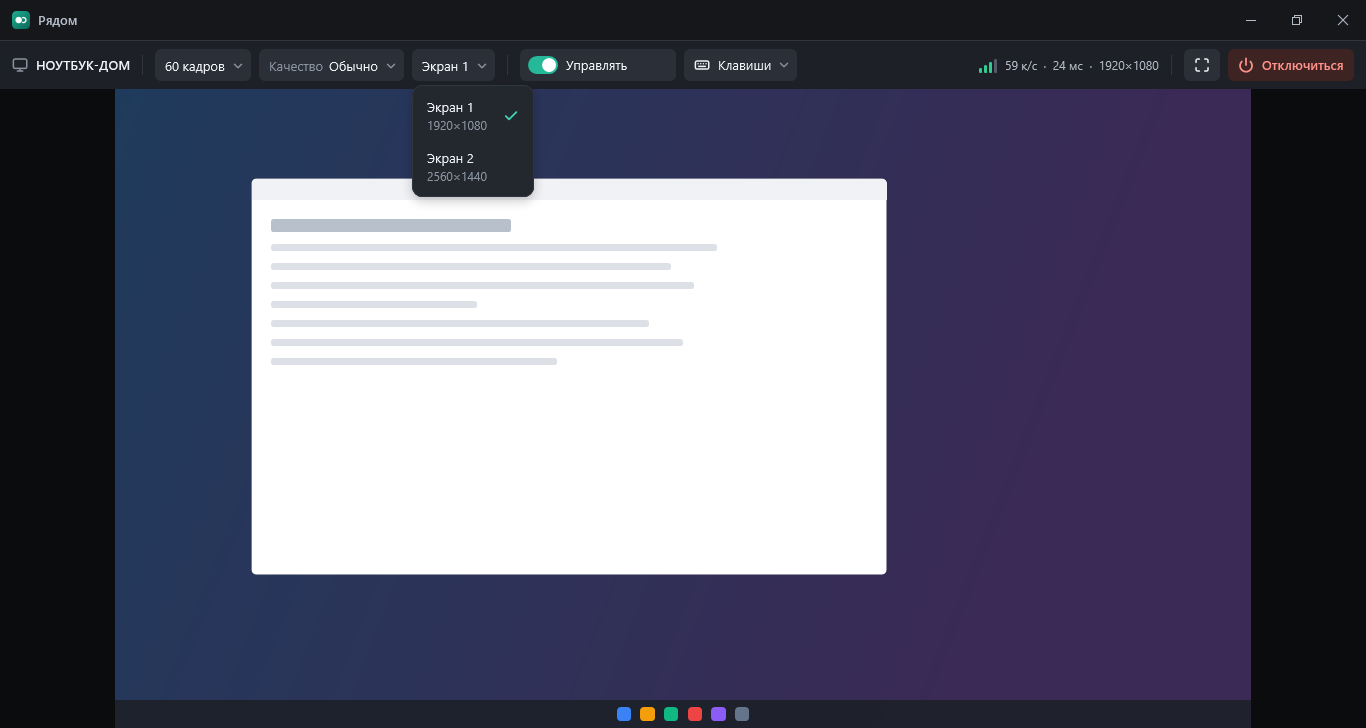 Рядом
НОУТБУК-ДОМ
60 кадров
Качество Обычно
Экран 1
Управлять
Клавиши
59 к/с · 24 мс · 1920×1080
Отключиться
Экран 1
1920×1080
Экран 2
2560×1440